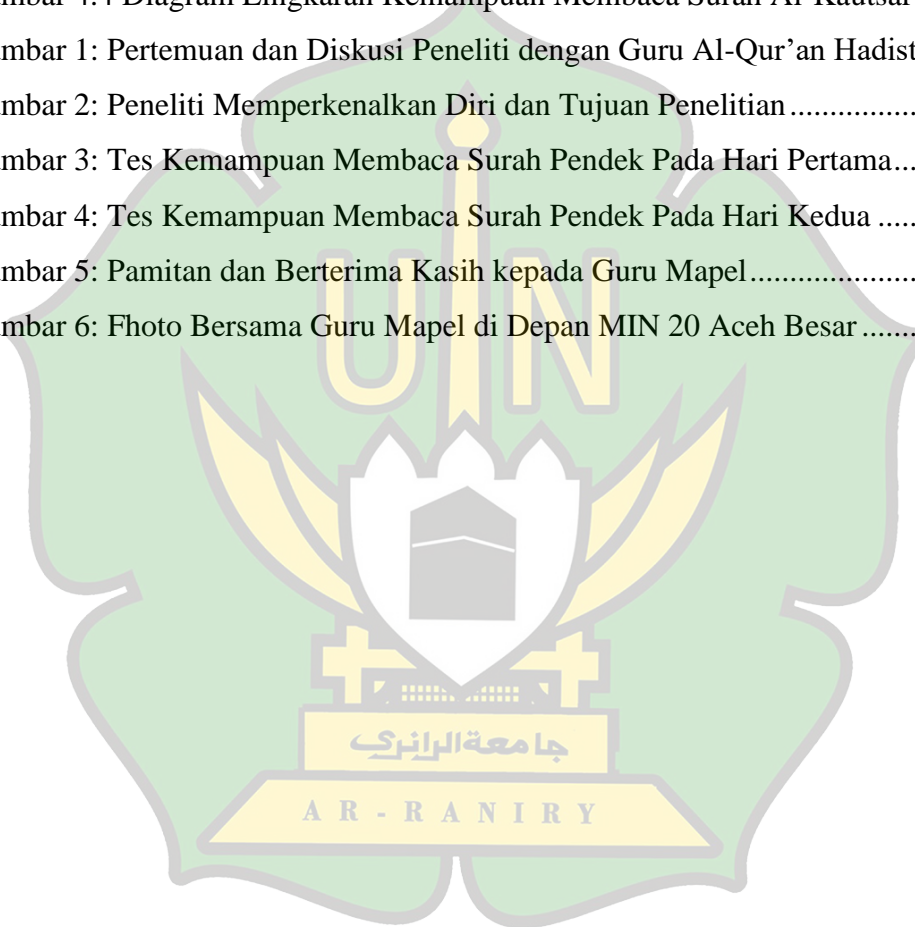 mbar 4.4 Diagram Lingkaran Kemampuan Membaca Surah Al-Kautsar
mbar 1: Pertemuan dan Diskusi Peneliti dengan Guru Al-Qur’an Hadist
mbar 2: Peneliti Memperkenalkan Diri dan Tujuan Penelitian ...............
mbar 3: Tes Kemampuan Membaca Surah Pendek Pada Hari Pertama...
mbar 4: Tes Kemampuan Membaca Surah Pendek Pada Hari Kedua .....
mbar 5: Pamitan dan Berterima Kasih kepada Guru Mapel....................
mbar 6: Fhoto Bersama Guru Mapel di Depan MIN 20 Aceh Besar .......
UIN
جامعةالرانري
AR-RANIRY